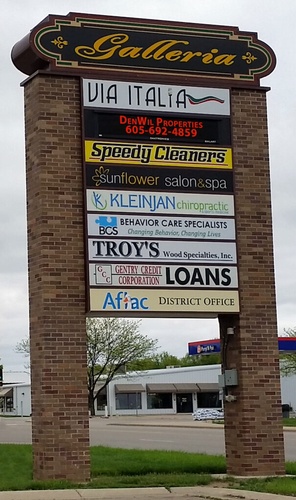 Galleria
VIA ITALIA
DENWIL PROPERTIES
605-692-4859
Speedy Cleaners
sunflower salon&spa
KLEINJAN chiropractic
BCS
BEHAVIOR CARE SPECIALISTS
Changing Behavior, Changing Lives
TROY'S Wood Specialties, Inc.
GCC
GENTRY CREDIT
CORPORATION
LOANS
Aflac DISTRICT OFFICE